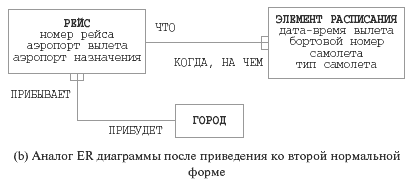 РЕЙС
номер рейса
аэропорт вылета
аэропорт назначения
ЧТО
КОГДА, НА ЧЕМ
ЭЛЕМЕНТ РАСПИСАНИЯ
дата-время вылета
бортовой номер
самолета
тип самолета
ПРИБЫВАЕТ
ПРИБУДЕТ
ГОРОД
(b) Аналог ER диаграммы после приведения ко второй нормальной
форме